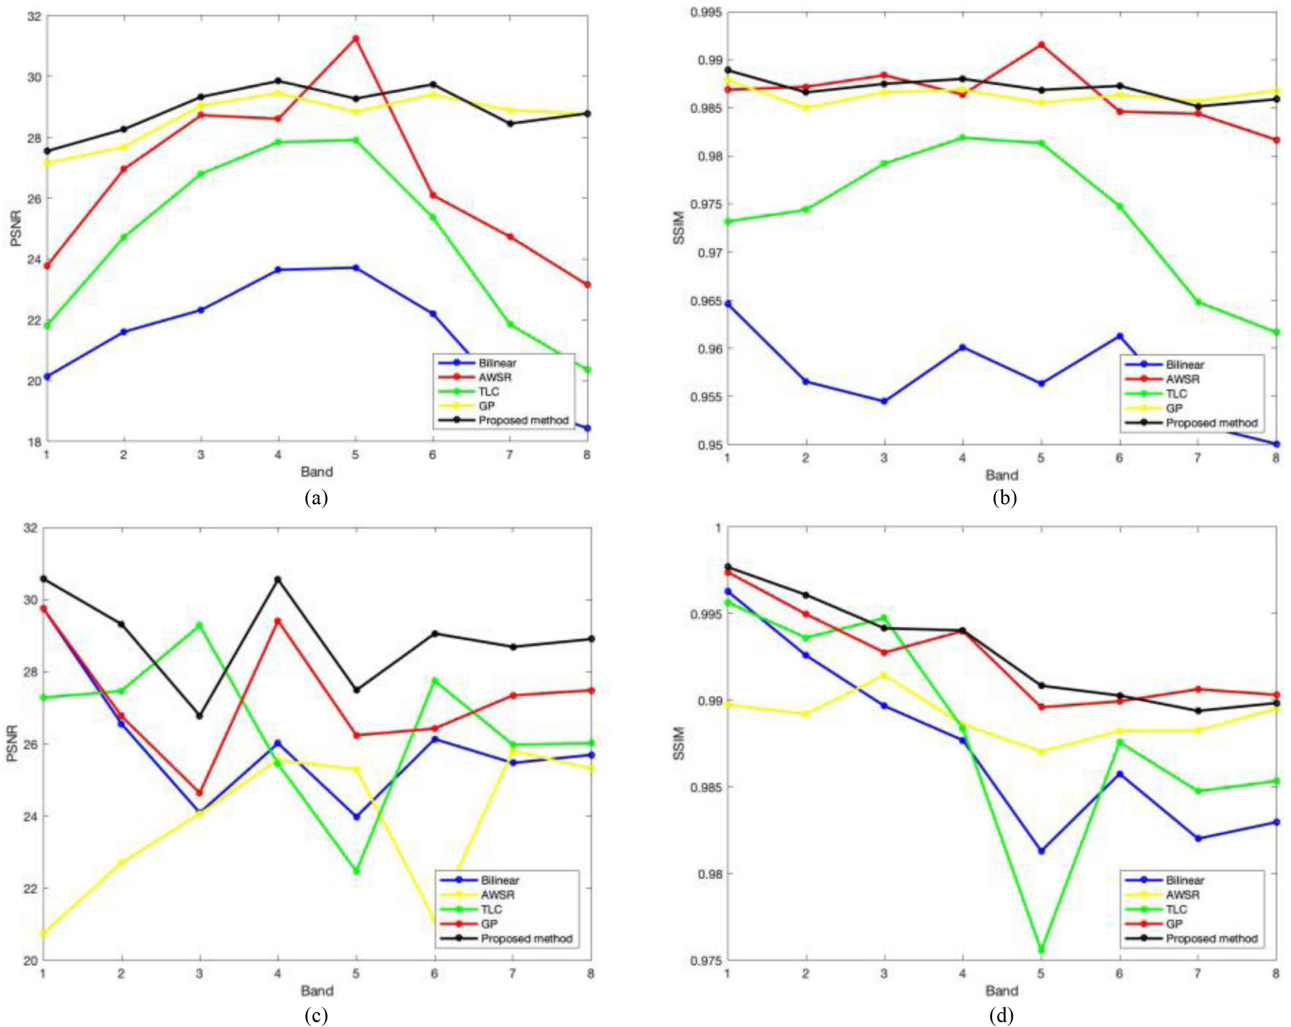 32
30
28
26
24
22
20
18
PSNR
1 2 3 4 5 6 7 8
Band
Bilinear
AWSR
TLC
GP
Proposed method
(a)
0.995
0.99
0.985
0.98
0.975
0.97
0.965
0.96
0.955
0.95
SSIM
1 2 3 4 5 6 7 8
Band
Bilinear
AWSR
TLC
GP
Proposed method
(b)
32
30
28
26
24
22
20
PSNR
1 2 3 4 5 6 7 8
Band
Bilinear
AWSR
TLC
GP
Proposed method
(c)
1
0.995
0.99
0.985
0.98
0.975
SSIM
1 2 3 4 5 6 7 8
Band
Bilinear
AWSR
TLC
GP
Proposed method
(d)